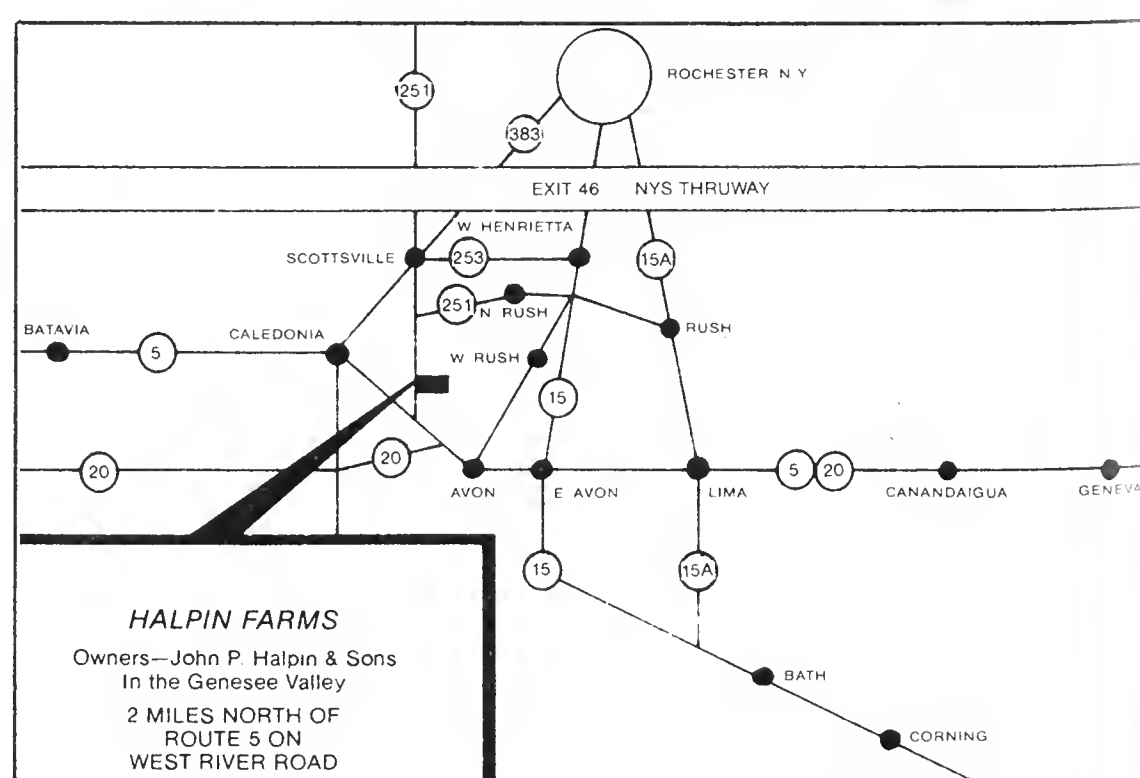 ROCHESTER N Y
251
383
EXIT 46 NYS THRUWAY
W HENRIETTA
SCOTTSVILLE
253
15A
251
N RUSH
RUSH
BATAVIA
5
CALEDONIA
W RUSH
15
20
20
AVON
E AVON
LIMA
5
20
CANANDAIGUA
GENEVA
15
15A
BATH
CORNING
HALPIN FARMS
Owners—John P. Halpin & Sons
In the Genesee Valley
2 MILES NORTH OF
ROUTE 5 ON
WEST RIVER ROAD